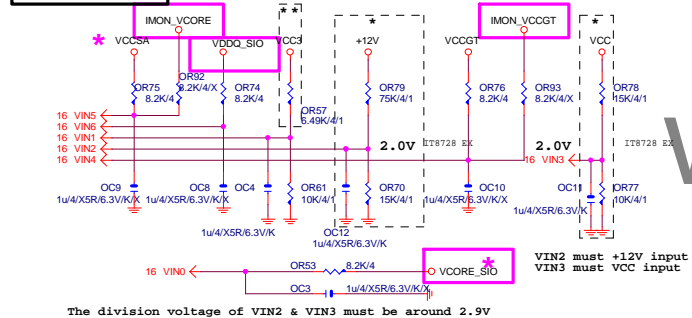 IMON_VCORE
IMON_VCCGT
* *
*
*
*
VCCSA
VDDQ_SIO
VCC3
+12V
VCCGT
VCC
OR75
8.2K/4
OR92
8.2K/4/X
OR74
8.2K/4
OR57
6.49K/4/1
OR79
75K/4/1
OR76
8.2K/4
OR93
8.2K/4/X
OR78
15K/4/1
16 VIN5
16 VIN6
16 VIN1
16 VIN2
16 VIN4
2.0V
IT8728 EX
2.0V
16 VIN3
IT8728 EX
OC9
1u/4/X5R/6.3V/K/X
OC8
1u/4/X5R/6.3V/K/X
OC4
1u/4/X5R/6.3V/K
OR61
10K/4/1
OC12
1u/4/X5R/6.3V/K
OR70
15K/4/1
OC10
1u/4/X5R/6.3V/K
OC11
1u/4/X5R/6.3V/K
OR77
10K/4/1
16 VIN0
OR53
8.2K/4
VCORE_SIO
*
OC3
1u/4/X5R/6.3V/K/X
VIN2 must +12V input
VIN3 must VCC input
The division voltage of VIN2 & VIN3 must be around 2.9V